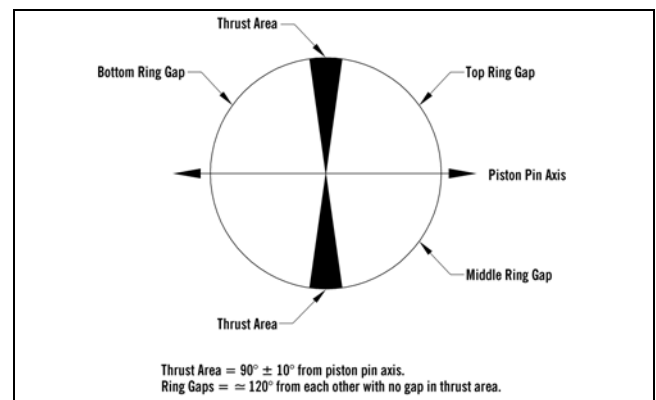 Thrust Area
Bottom Ring Gap
Top Ring Gap
Piston Pin Axis
Middle Ring Gap
Thrust Area
Thrust Area = 90° ± 10° from piston pin axis.
Ring Gaps = ≃ 120° from each other with no gap in thrust area.